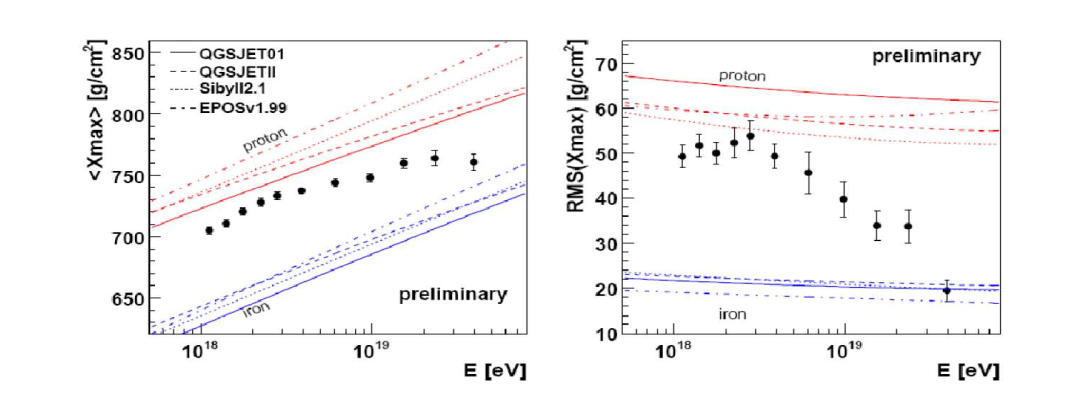 <Xmax> [g/cm²]
850
800
750
700
650
QGSJET01
QGSJETII
Sibyll2.1
EPOSv1.99
proton
iron
preliminary
10¹⁸
10¹⁹
E [eV]
RMS(Xmax) [g/cm²]
70
60
50
40
30
20
10
preliminary
proton
iron
10¹⁸
10¹⁹
E [eV]